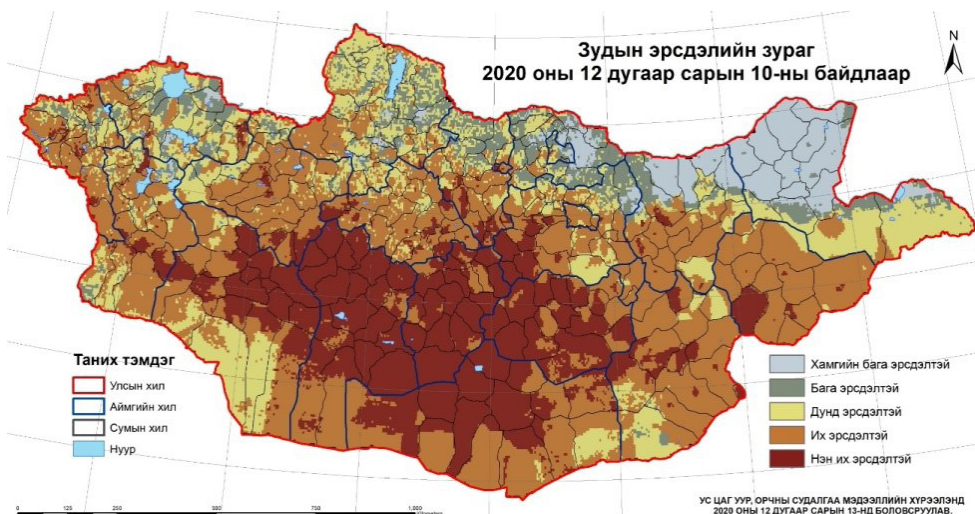 Зудын эрсдэлийн зураг
2020 оны 12 дугаар сарын 10-ны байдлаар
N
Таних тэмдэг
Улсын хил
Аймгийн хил
Сумын хил
Нуур
Хамгийн бага эрсдэлтэй
Бага эрсдэлтэй
Дунд эрсдэлтэй
Их эрсдэлтэй
Нэн их эрсдэлтэй
0 125 250 500 750 1,000
УС ЦАГ УУР, ОРЧНЫ СУДАЛГАА МЭДЭЭЛЛИЙН ХҮРЭЭЛЭНД
2020 ОНЫ 12 ДУГААР САРЫН 13-НД БОЛОВСРУУЛАВ.